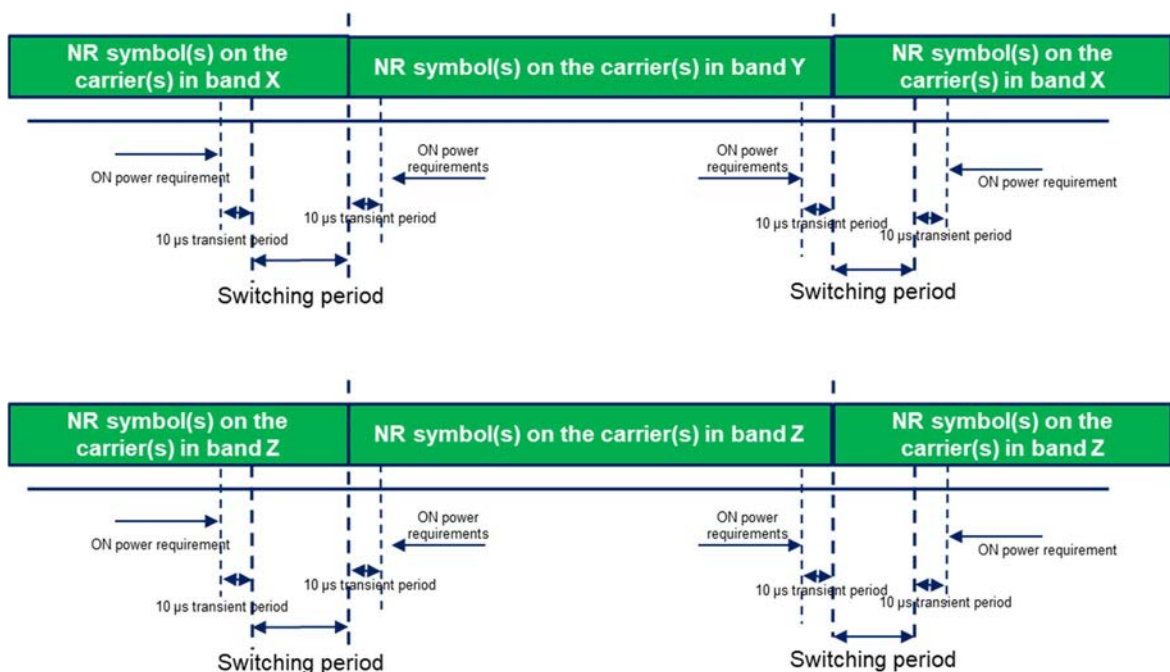 NR symbol(s) on the
carrier(s) in band X
NR symbol(s) on the carrier(s) in band Y
NR symbol(s) on the
carrier(s) in band X
ON power requirement
ON power
requirements
ON power
requirements
ON power requirement
10 µs transient period
10 µs transient period
10 µs transient period
10 µs transient period
Switching period
Switching period
NR symbol(s) on the
carrier(s) in band Z
NR symbol(s) on the carrier(s) in band Z
NR symbol(s) on the
carrier(s) in band Z
ON power requirement
ON power
requirements
ON power
requirements
ON power requirement
10 µs transient period
10 µs transient period
10 µs transient period
10 µs transient period
Switching period
Switching period